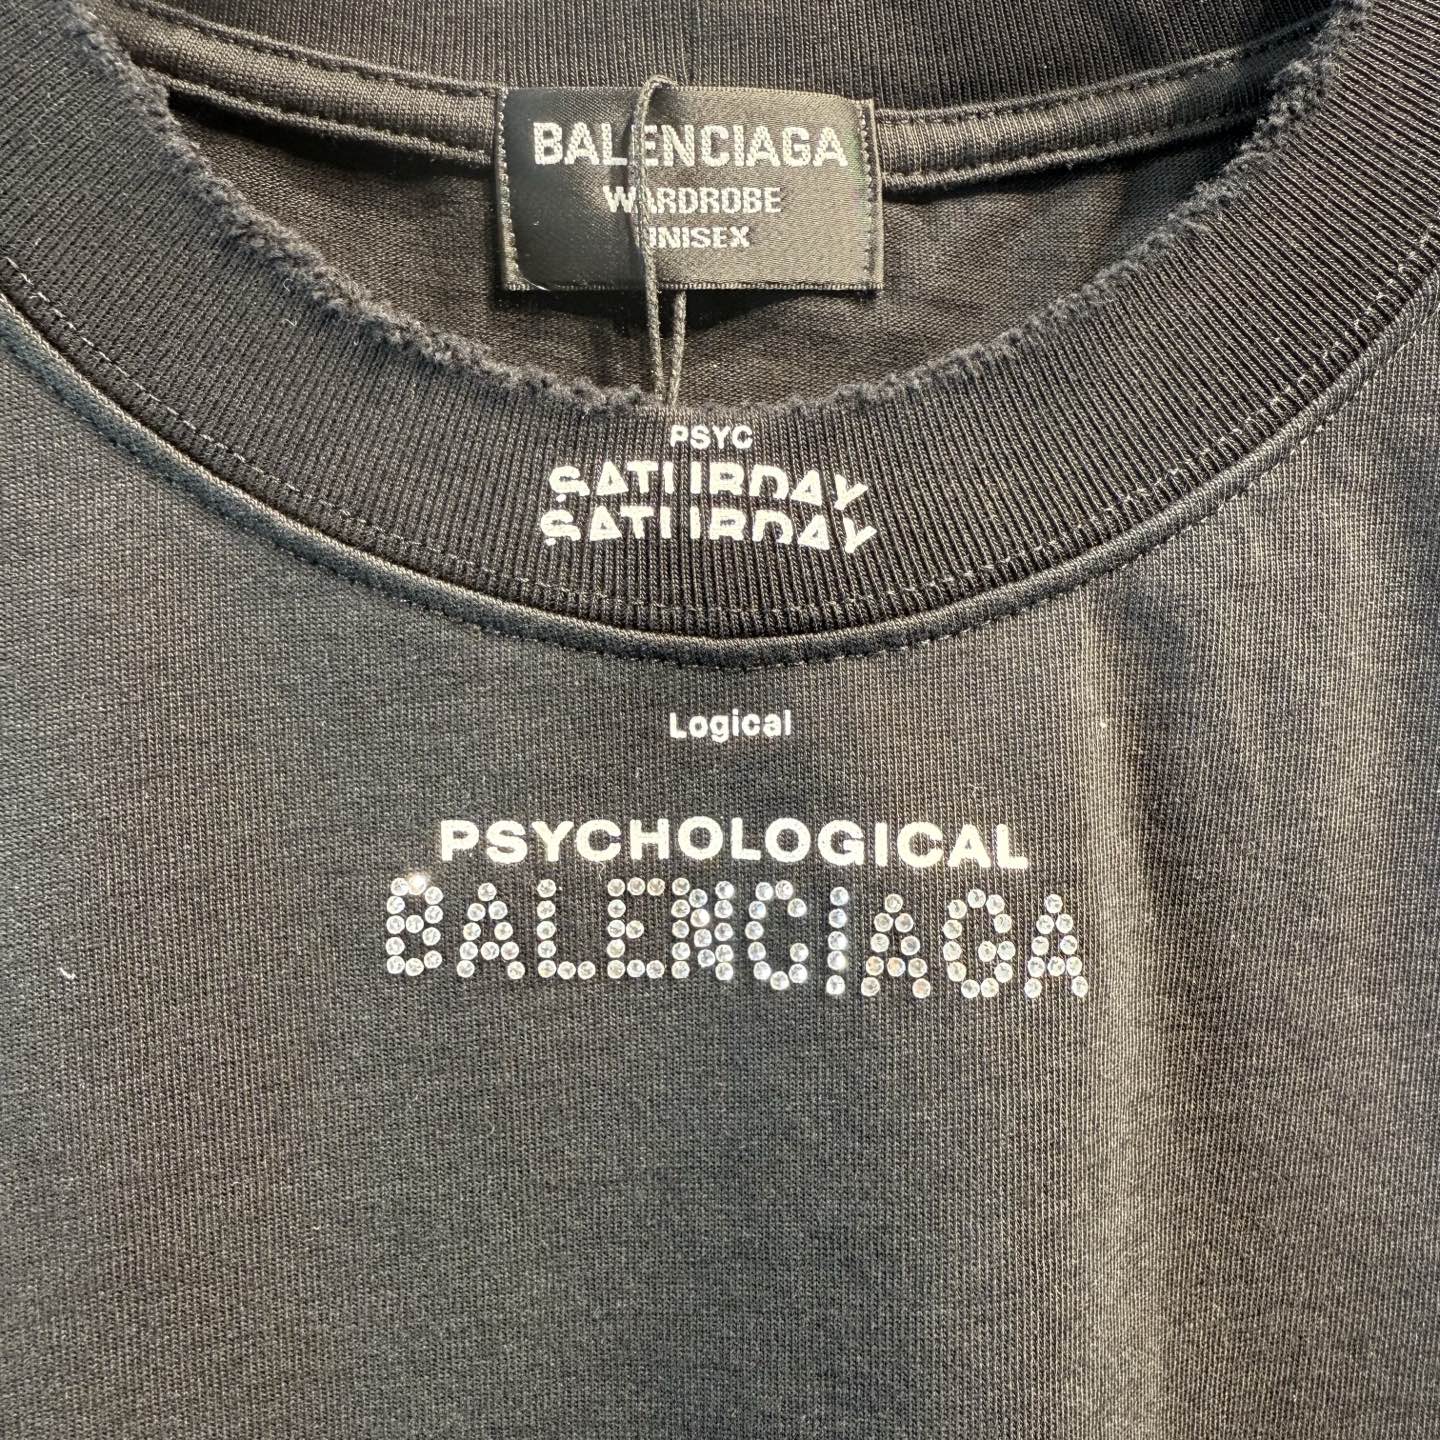 BALENCIAGA
WARDROBE
UNISEX
PSYC
SATURDAY
SATURDAY
Logical
PSYCHOLOGICAL
BALENCIAGA